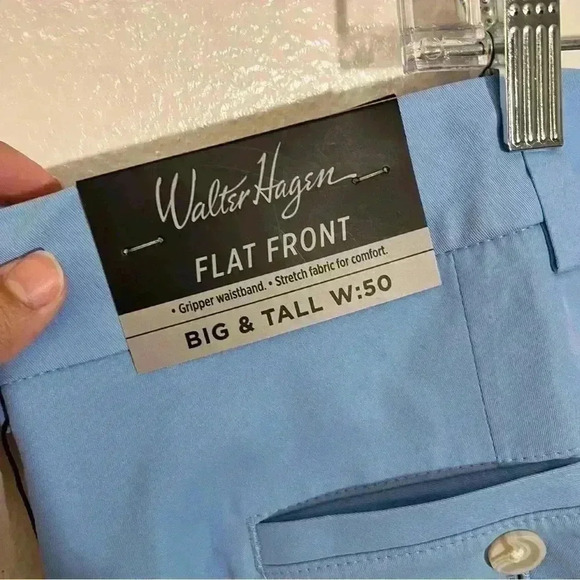 Walter Hagen
FLAT FRONT
• Gripper waistband. • Stretch fabric for comfort.
BIG & TALL W:50